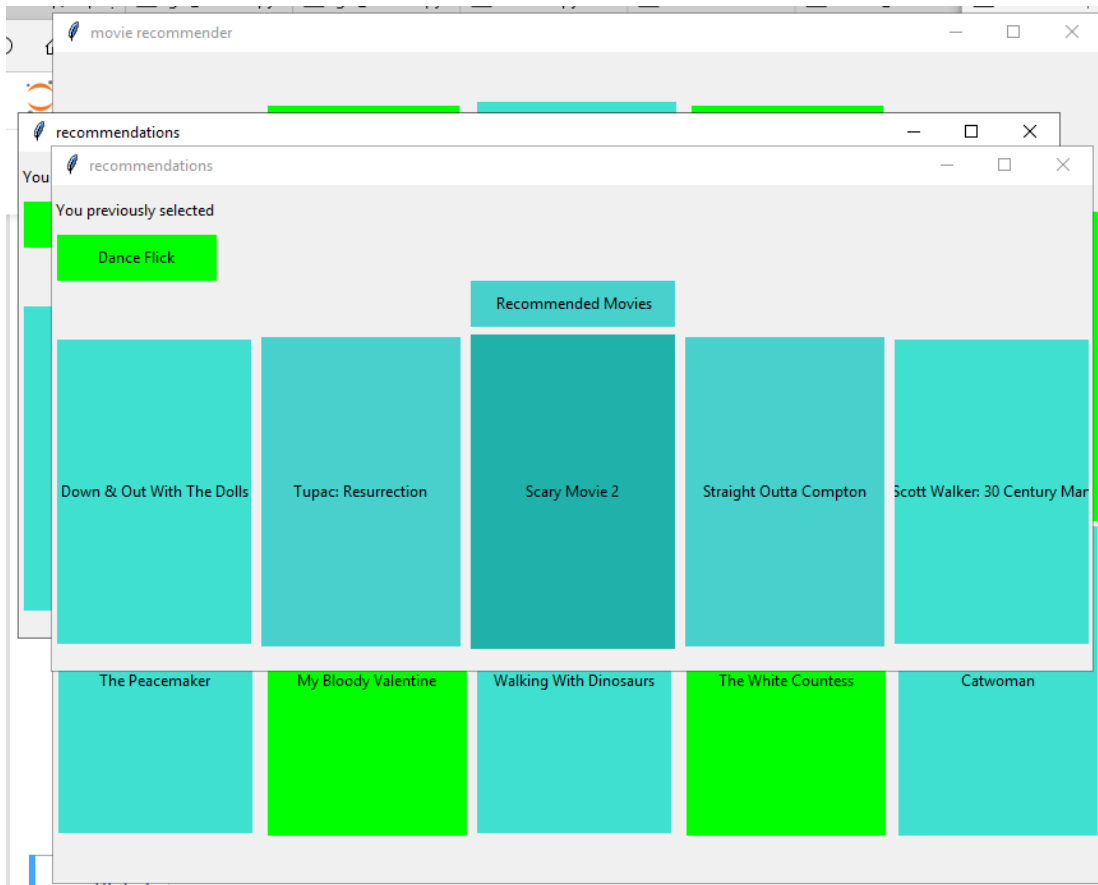 movie recommender
recommendations
You
recommendations
You previously selected
Dance Flick
Recommended Movies
Down & Out With The Dolls
Tupac: Resurrection
Scary Movie 2
Straight Outta Compton
Scott Walker: 30 Century Man
The Peacemaker
My Bloody Valentine
Walking With Dinosaurs
The White Countess
Catwoman